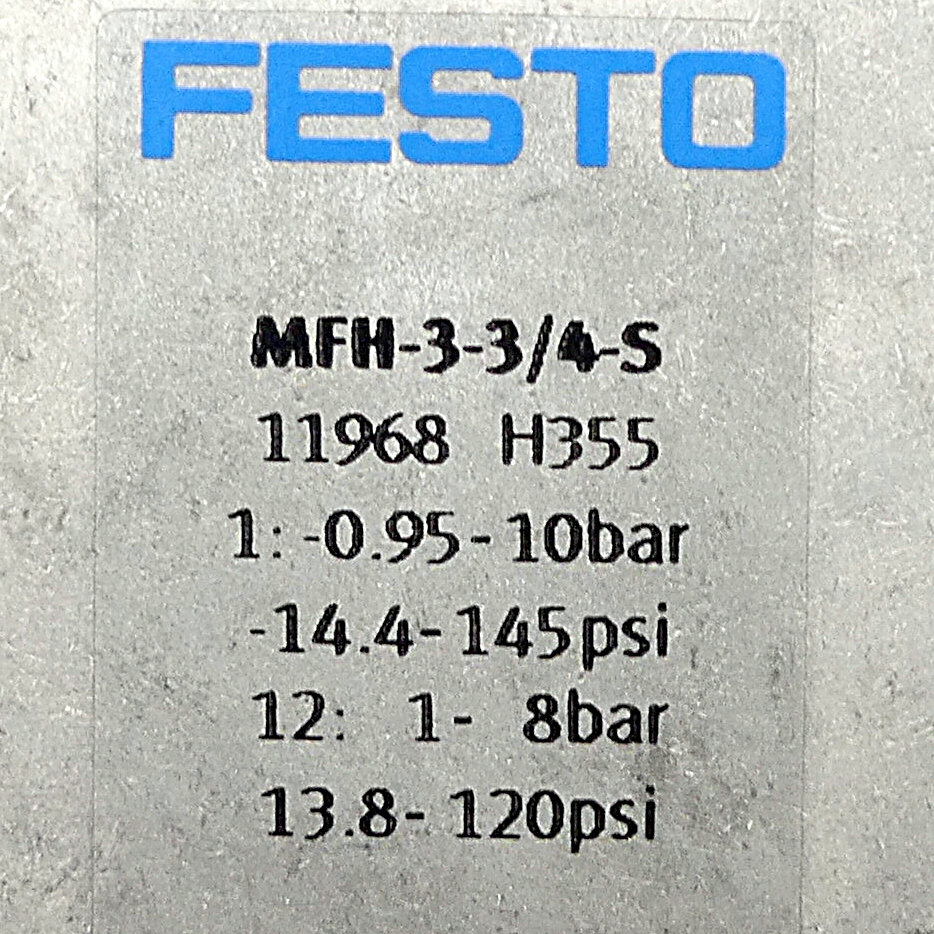 FESTO
MFH-3-3/4-S
11968 H355
1: -0.95-10bar
-14.4-145psi
12: 1- 8bar
13.8- 120psi